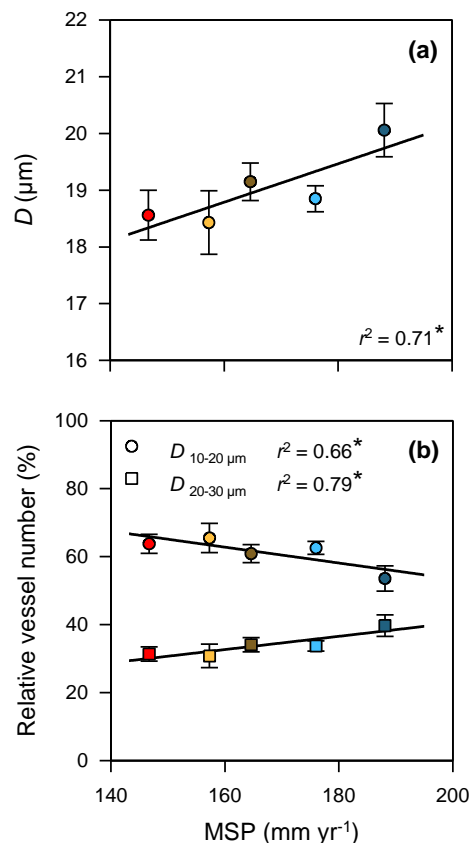 (a)
22
21
20
19
18
17
16
D (µm)
r² = 0.71*
(b)
100
80
60
40
20
0
Relative vessel number (%)
D 10-20 µm r² = 0.66*
D 20-30 µm r² = 0.79*
140 160 180 200
MSP (mm yr⁻¹)